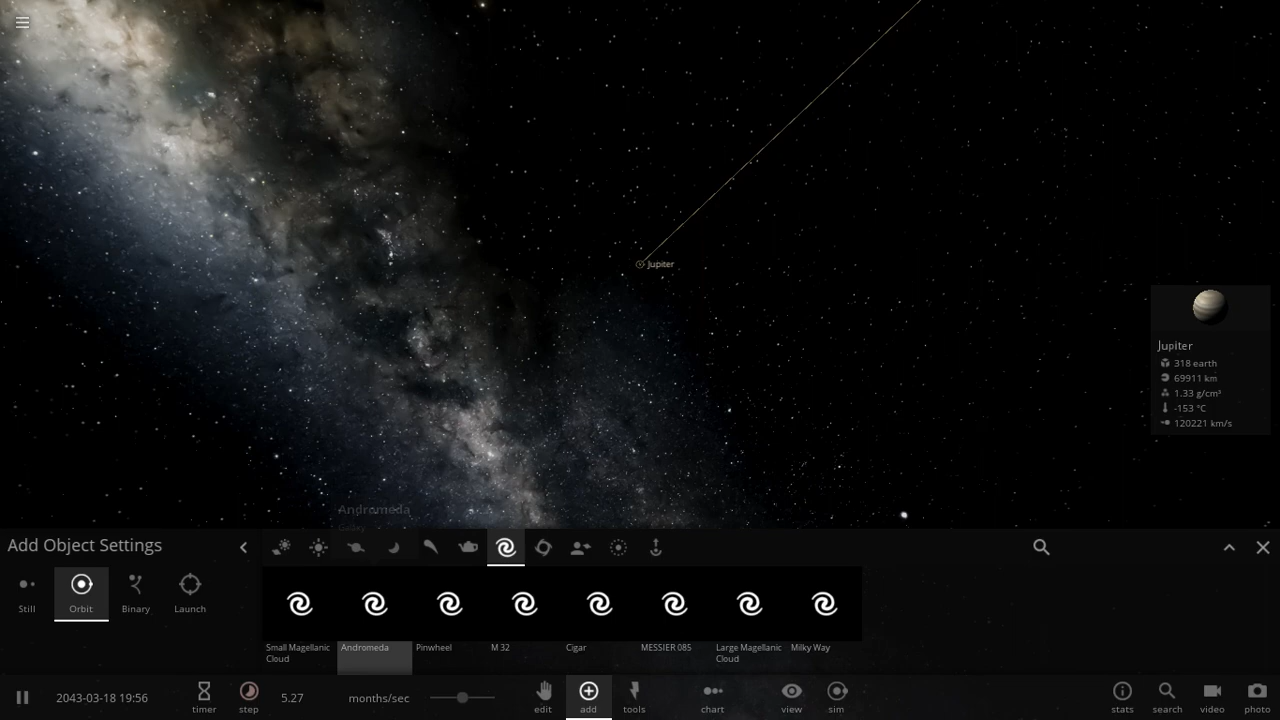 Jupiter
Jupiter
318 earth
69911 km
1.33 g/cm³
-153 °C
120221 km/s
Andromeda
Galaxy
Add Object Settings
Still
Orbit
Binary
Launch
Small Magellanic
Cloud
Andromeda
Pinwheel
M 32
Cigar
MESSIER 085
Large Magellanic
Cloud
Milky Way
2043-03-18 19:56
timer
step
5.27
months/sec
edit
add
tools
chart
view
sim
stats
search
video
photo